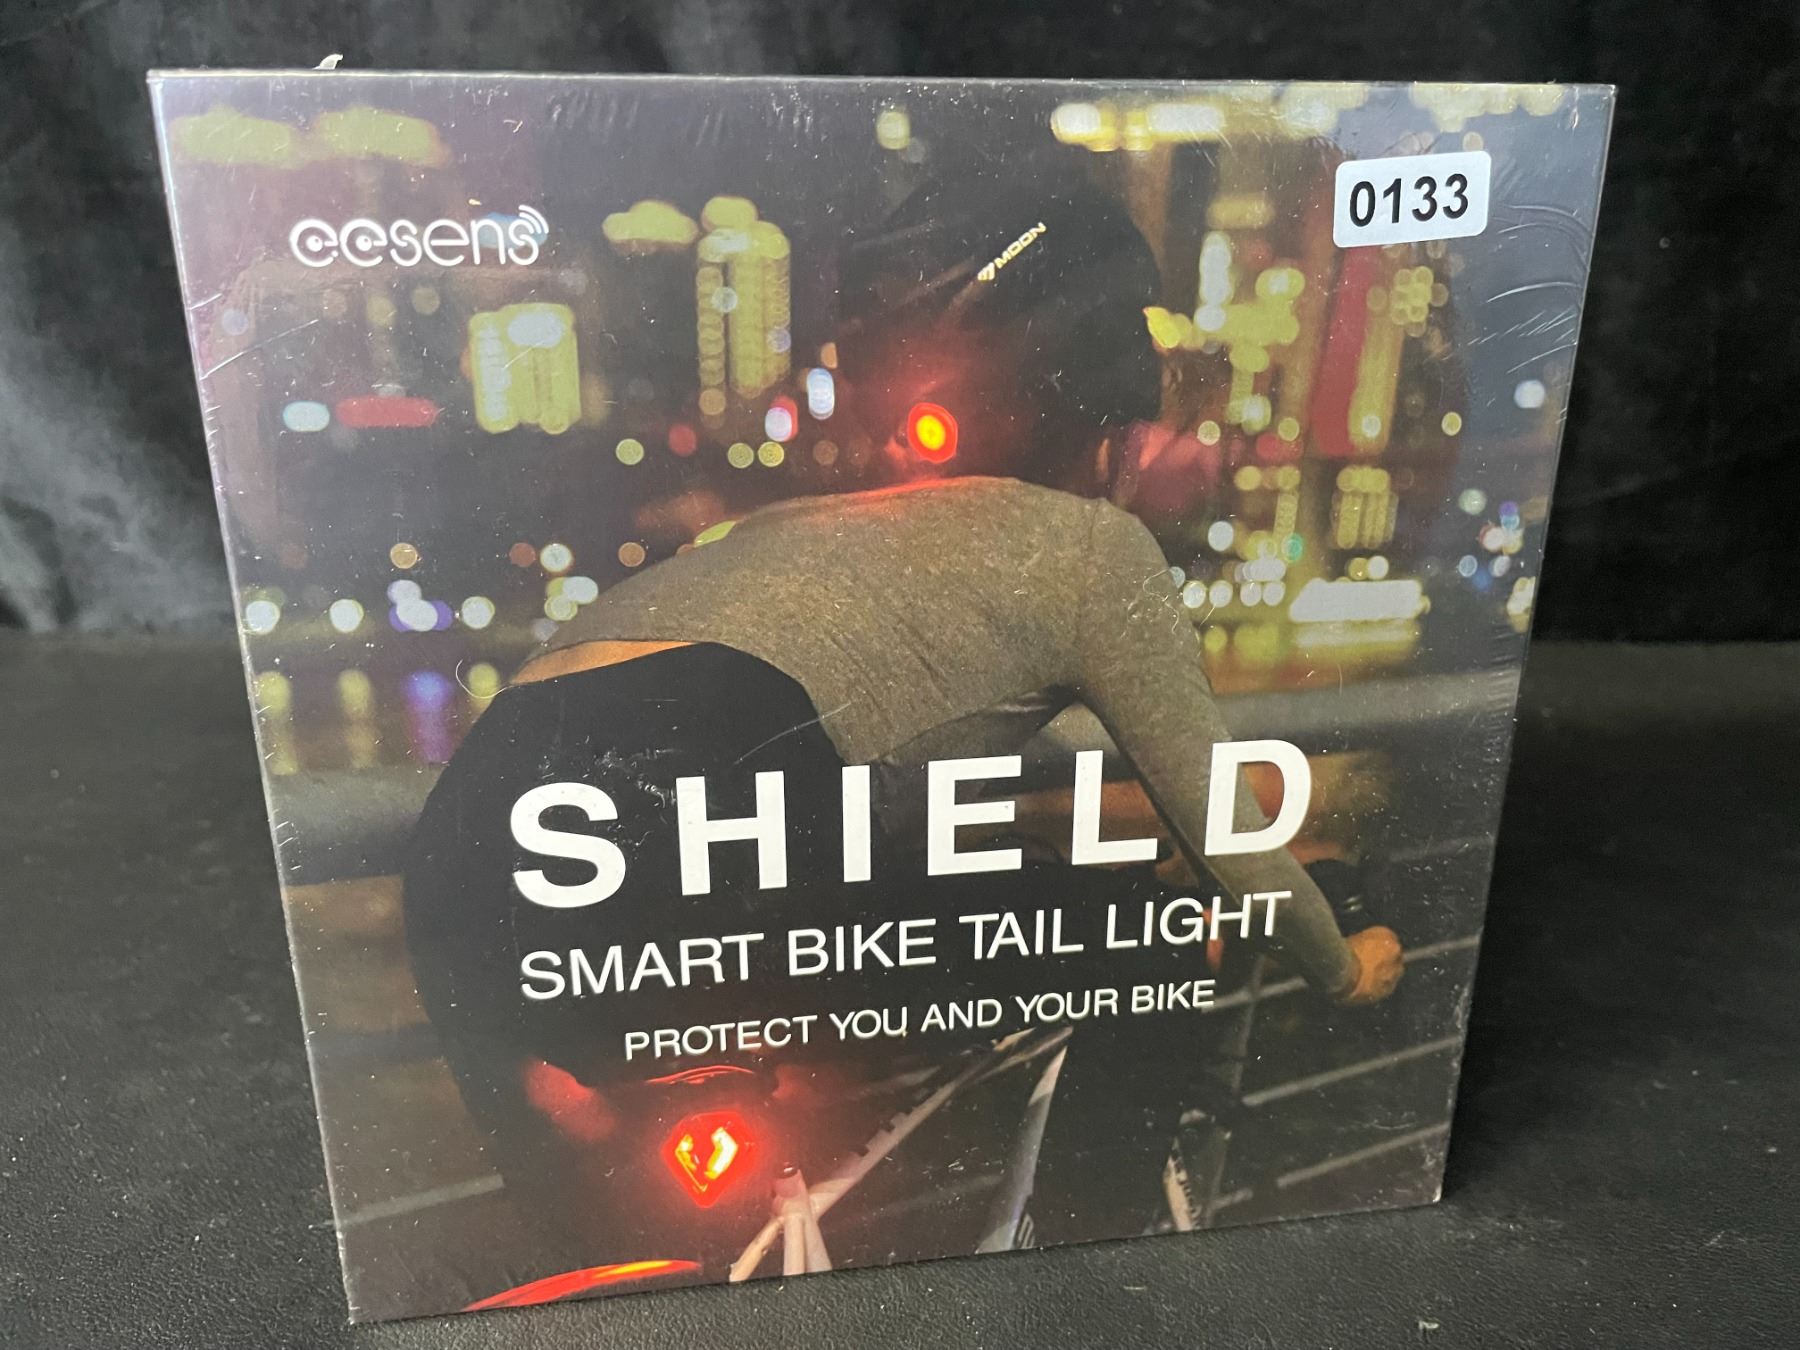 eesens
0133
MOON
SHIELD
SMART BIKE TAIL LIGHT
PROTECT YOU AND YOUR BIKE